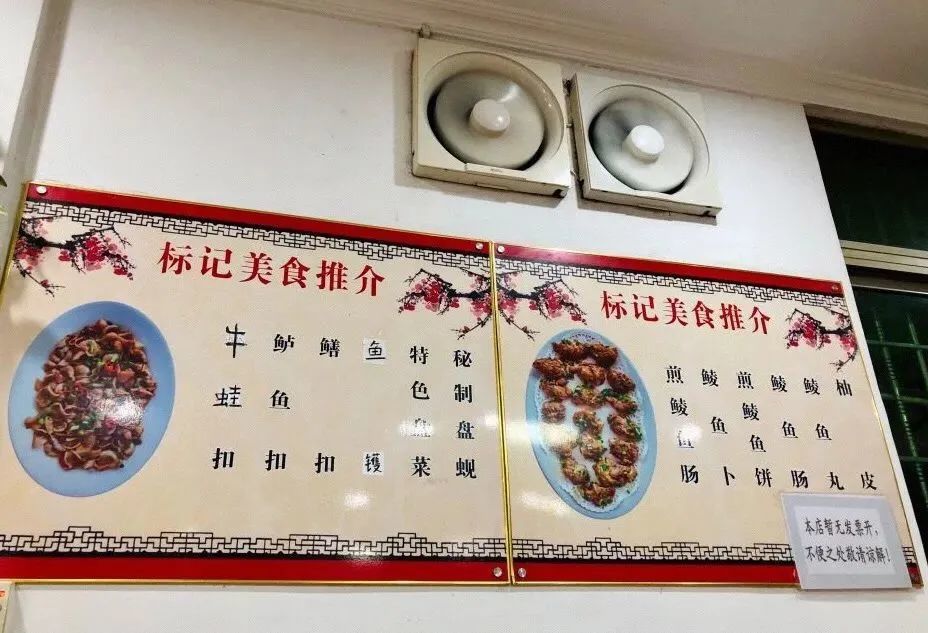 标记美食推介
牛蛙扣
鲈鱼扣
鳝扣
鱼镬
特色盘菜
秘制盘蚬
标记美食推介
煎鲮鱼肠
鲮鱼卜
煎鲮鱼饼
鲮鱼肠
鲮鱼丸
柚皮
本店暂无发票开，
不便之处敬请谅解！